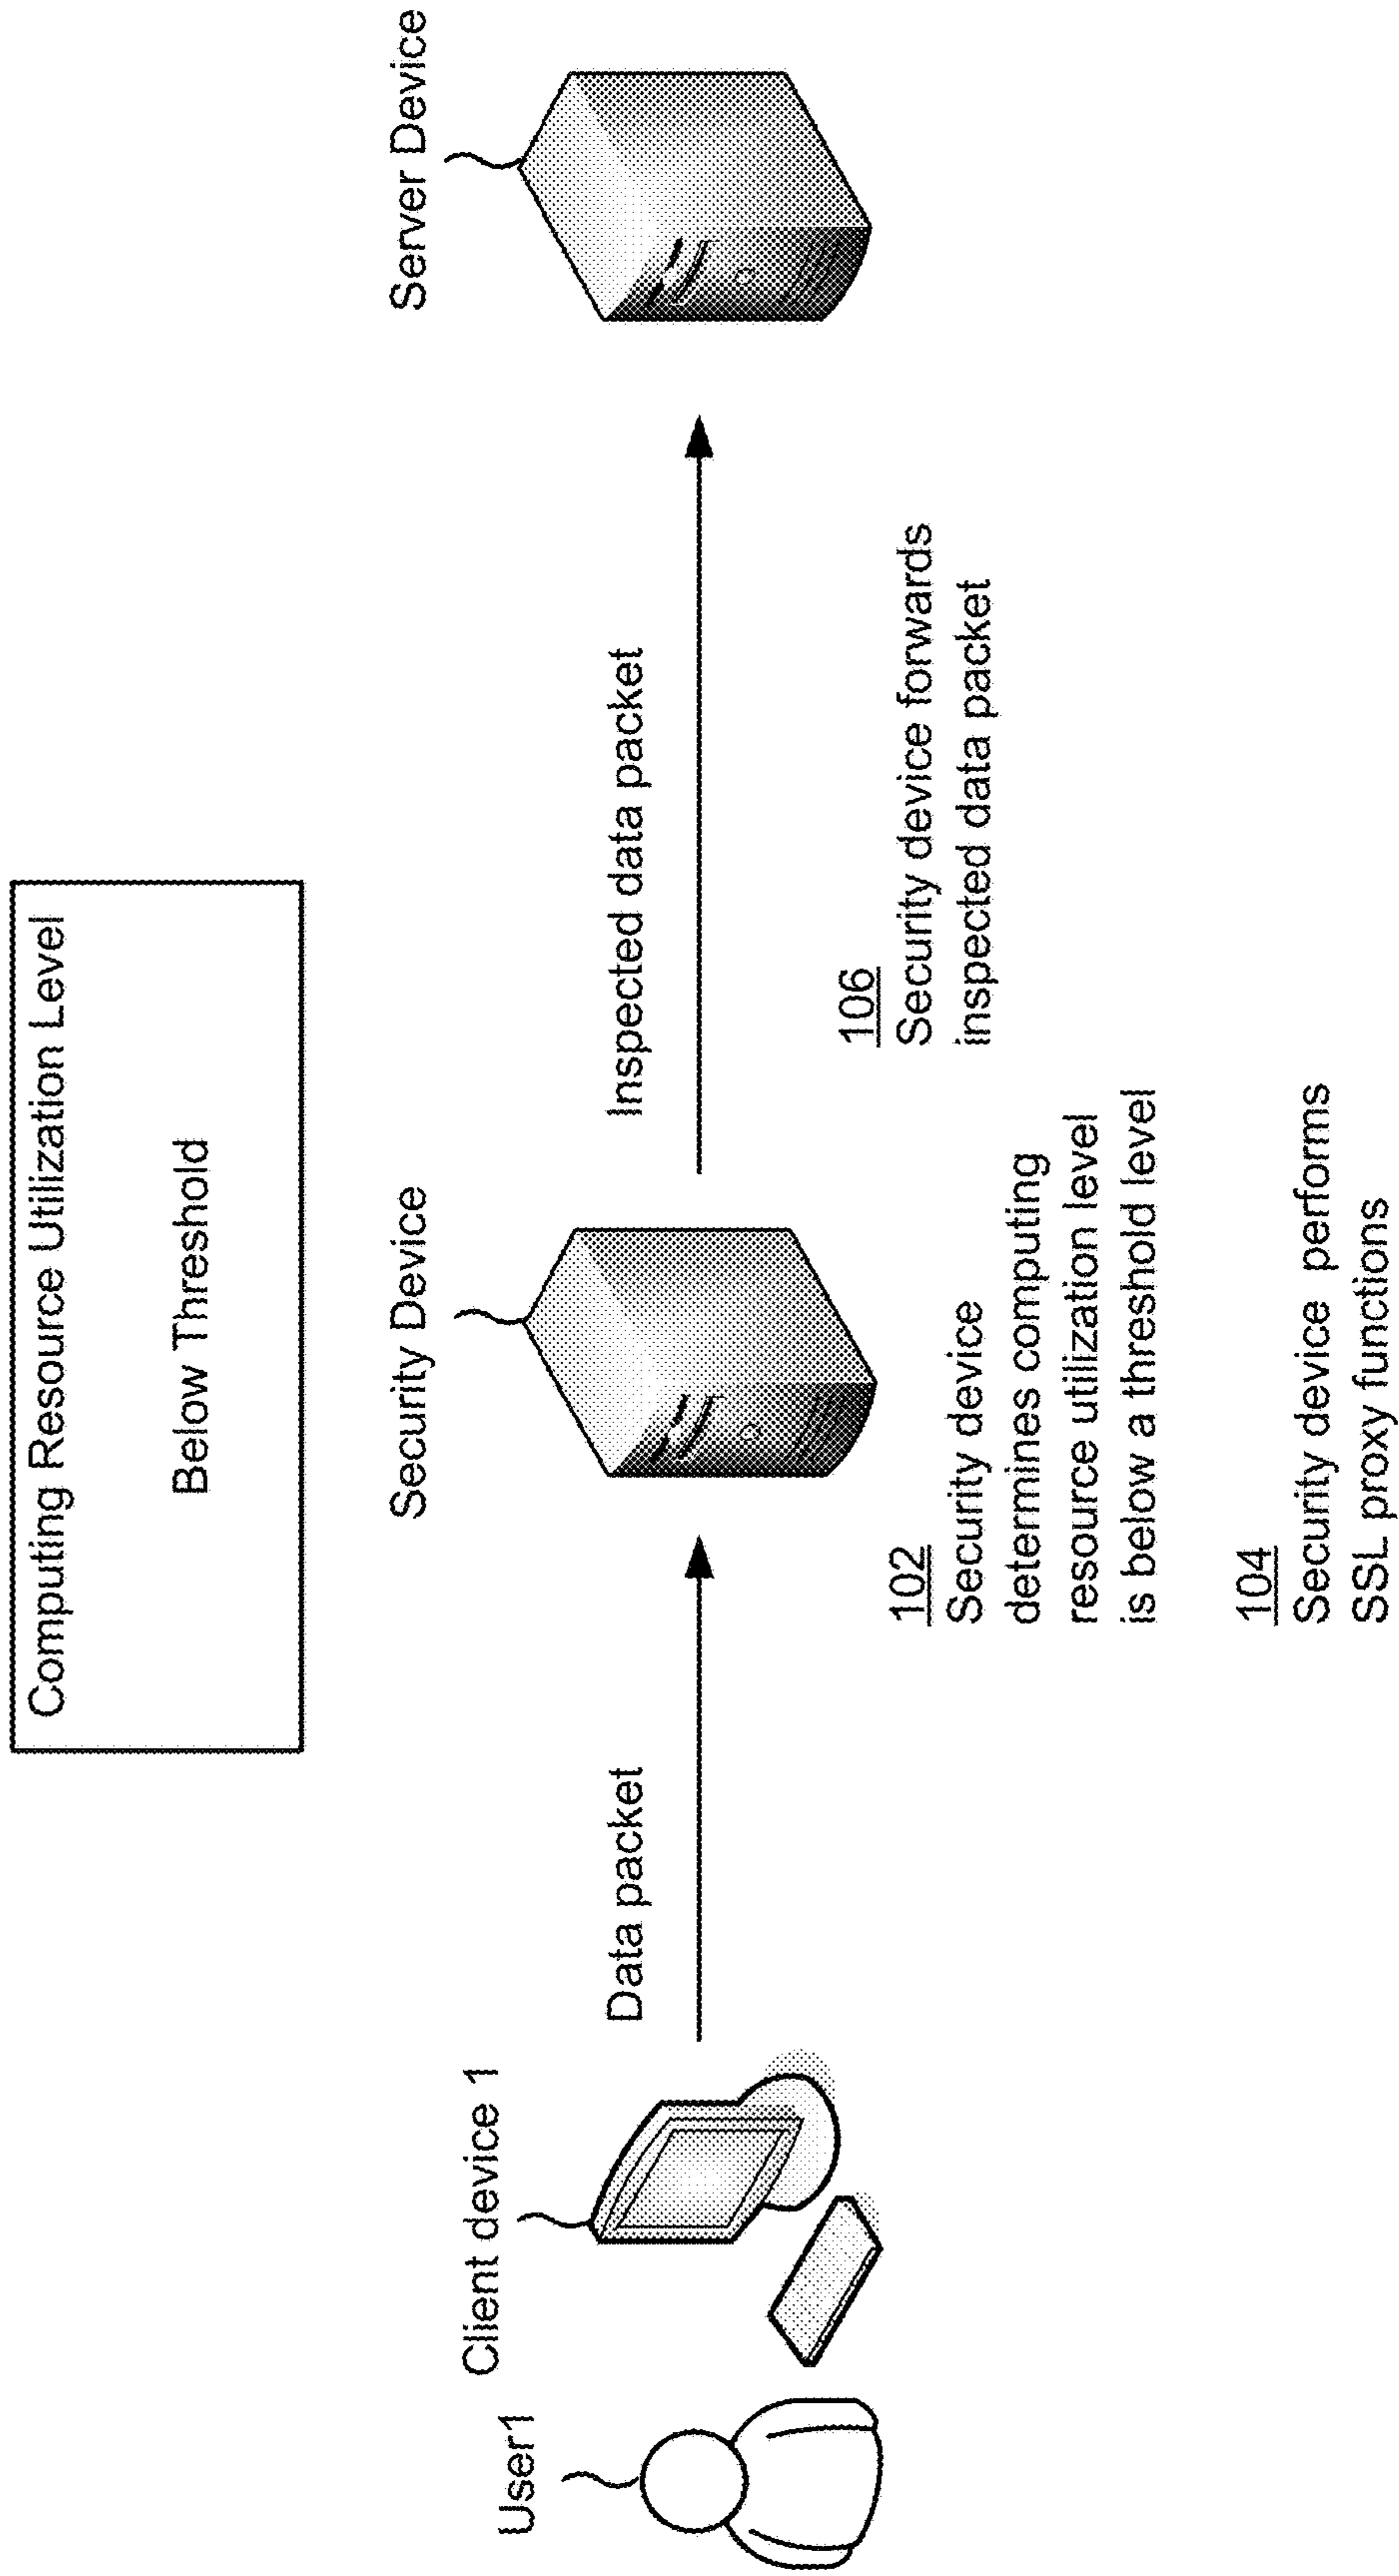 Computing Resource Utilization Level
Below Threshold
User1
Client device 1
Data packet
Security Device
Inspected data packet
Server Device
102
Security device
determines computing
resource utilization level
is below a threshold level
104
Security device performs
SSL proxy functions
106
Security device forwards
inspected data packet